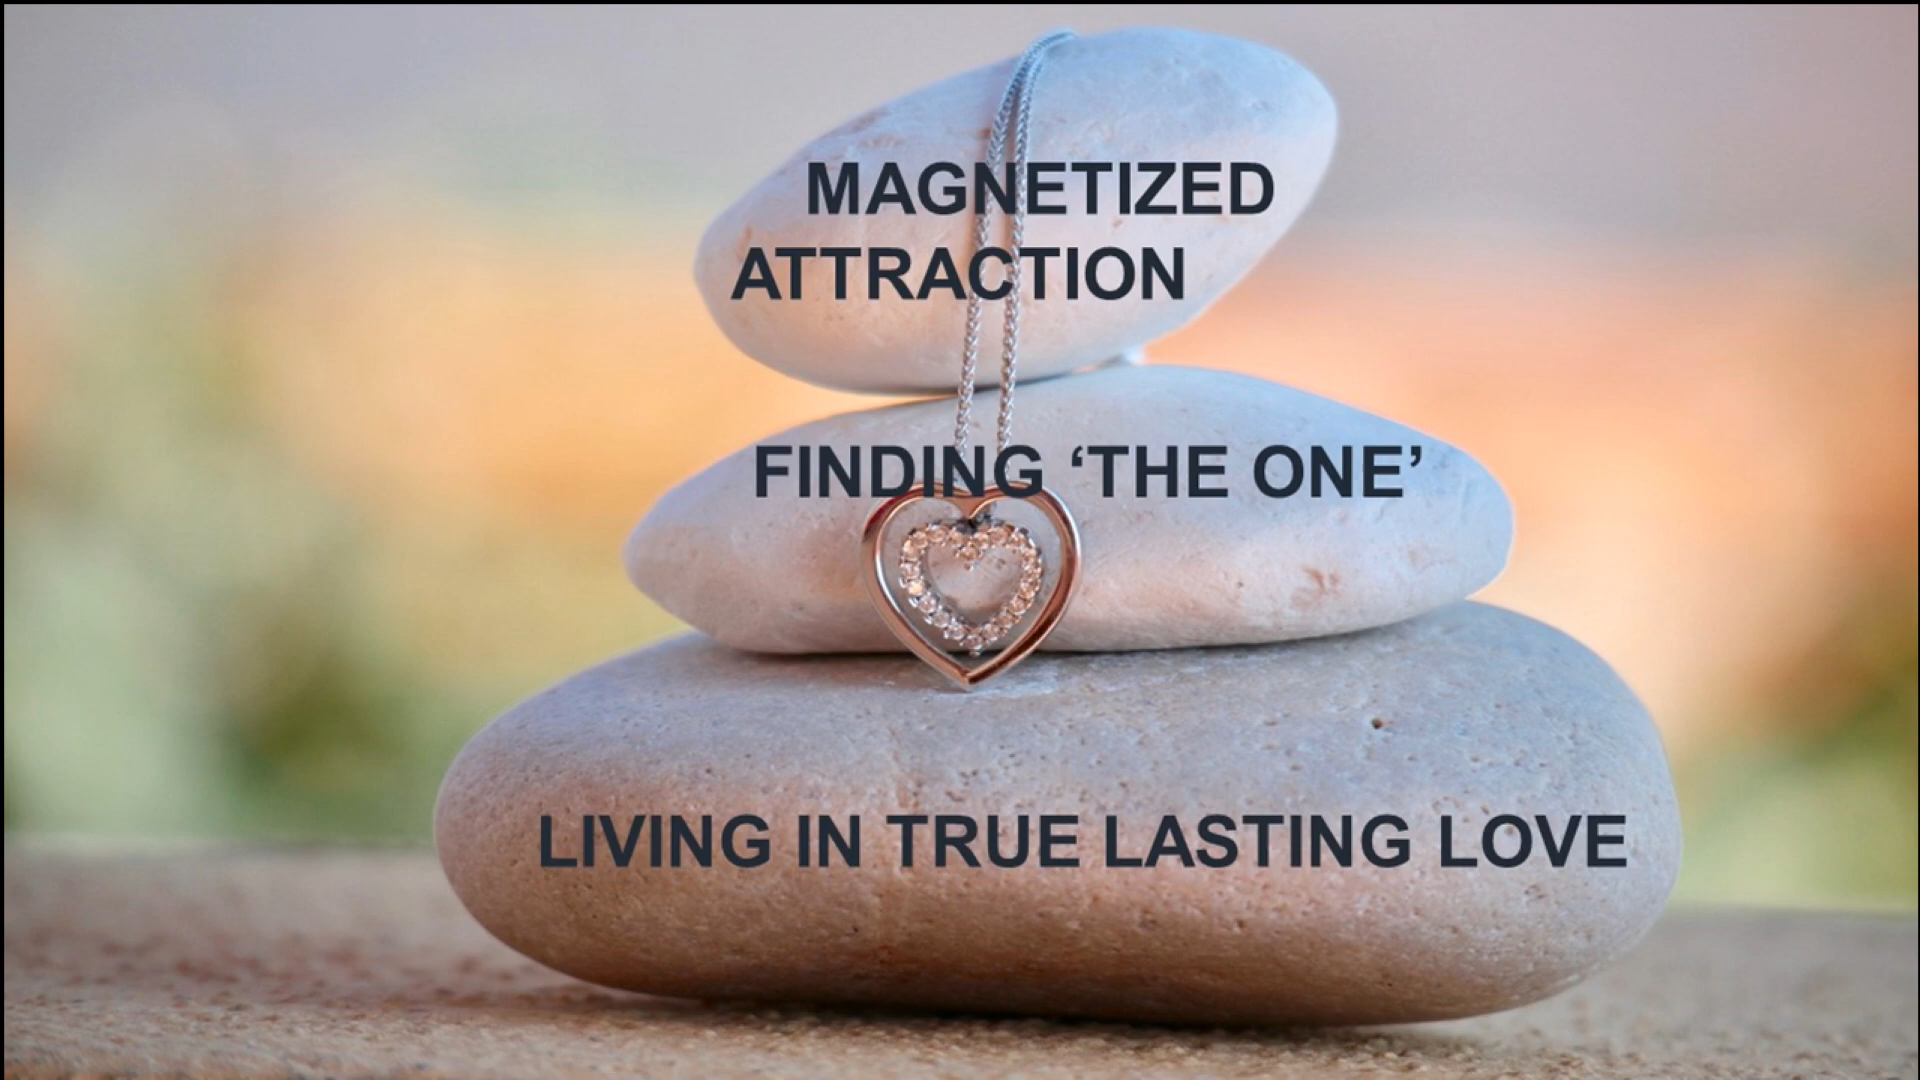 MAGNETIZED
ATTRACTION
FINDING ‘THE ONE’
LIVING IN TRUE LASTING LOVE